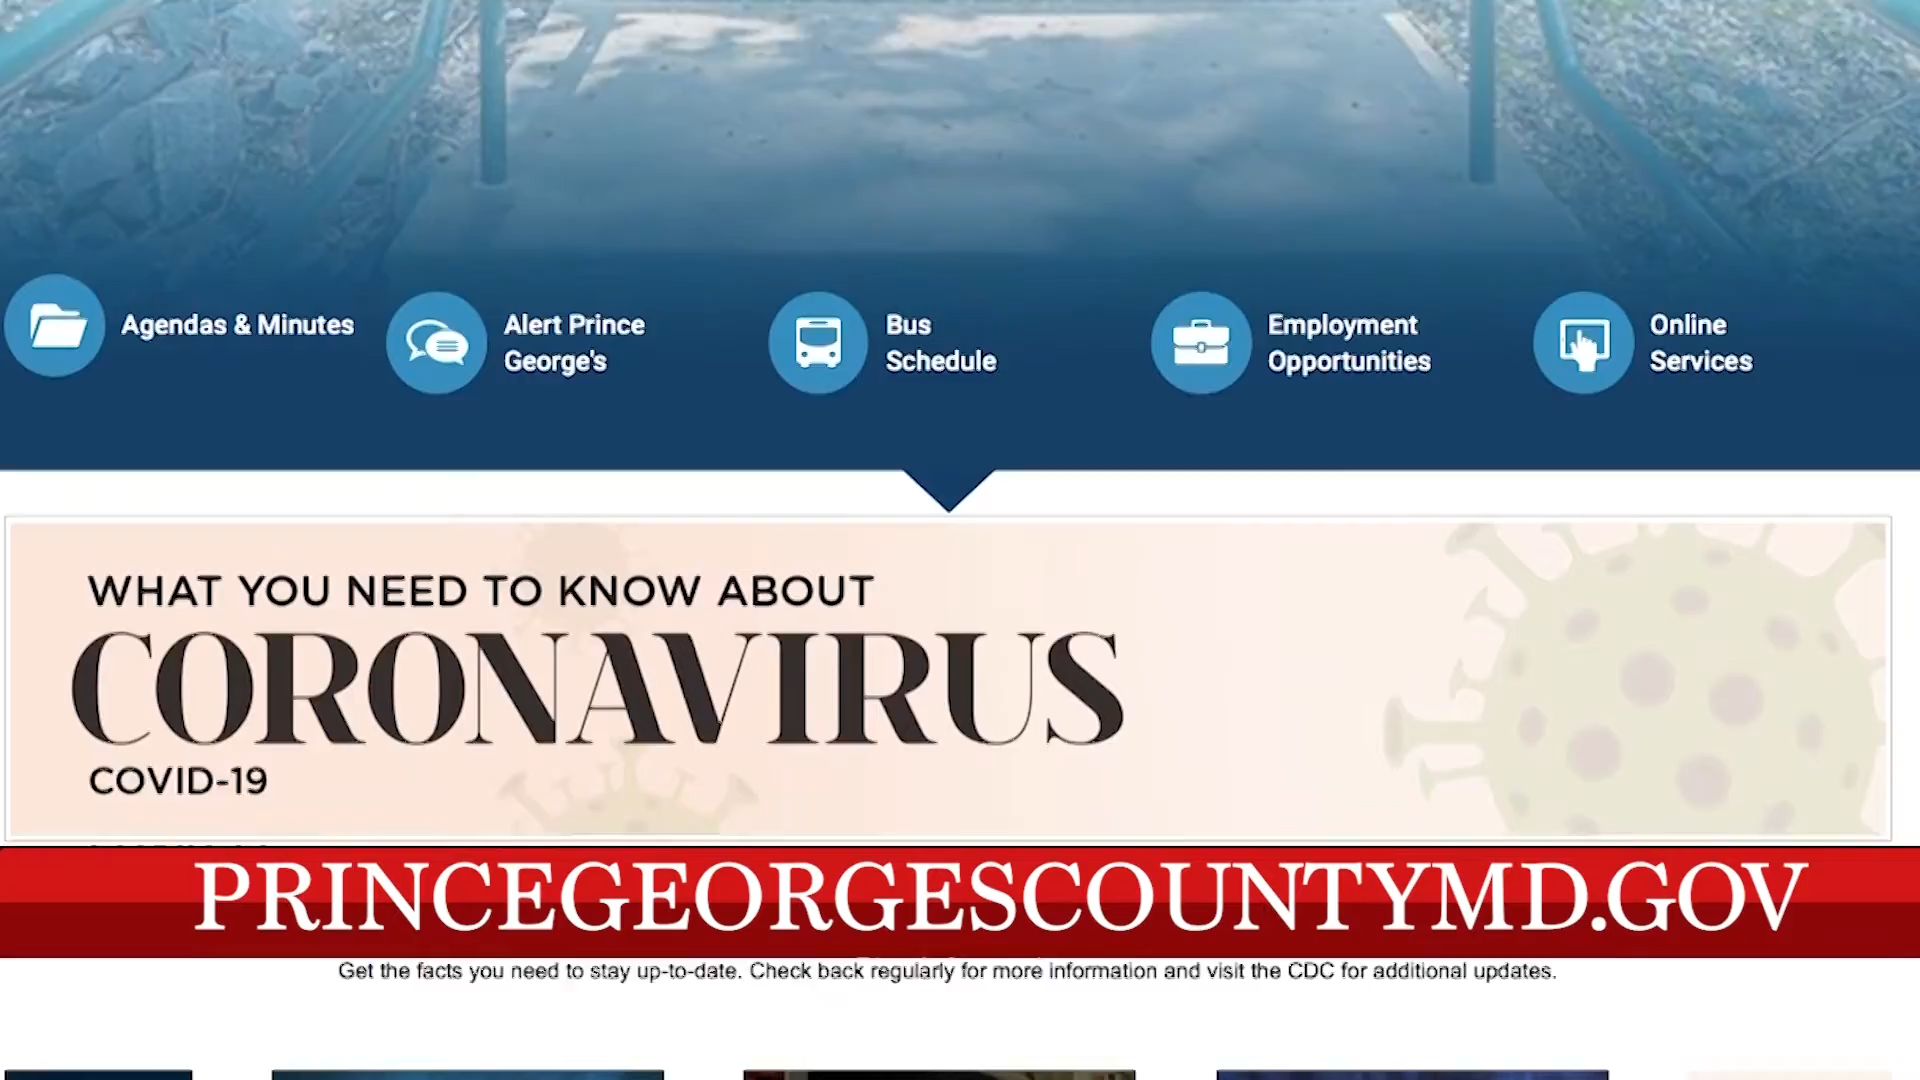 Agendas & Minutes
Alert Prince
George's
Bus
Schedule
Employment
Opportunities
Online
Services
WHAT YOU NEED TO KNOW ABOUT
CORONAVIRUS
COVID-19
PRINCEGEORGESCOUNTYMD.GOV
Get the facts you need to stay up-to-date. Check back regularly for more information and visit the CDC for additional updates.